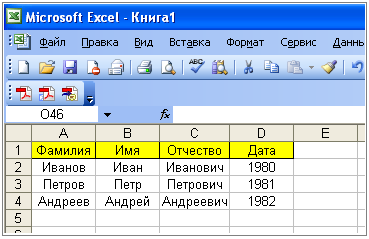 Microsoft Excel - Книга1
Файл Правка Вид Вставка Формат Сервис Данны
O46 fx
A B C D E
1 Фамилия Имя Отчество Дата
2 Иванов Иван Иванович 1980
3 Петров Петр Петрович 1981
4 Андреев Андрей Андреевич 1982
5